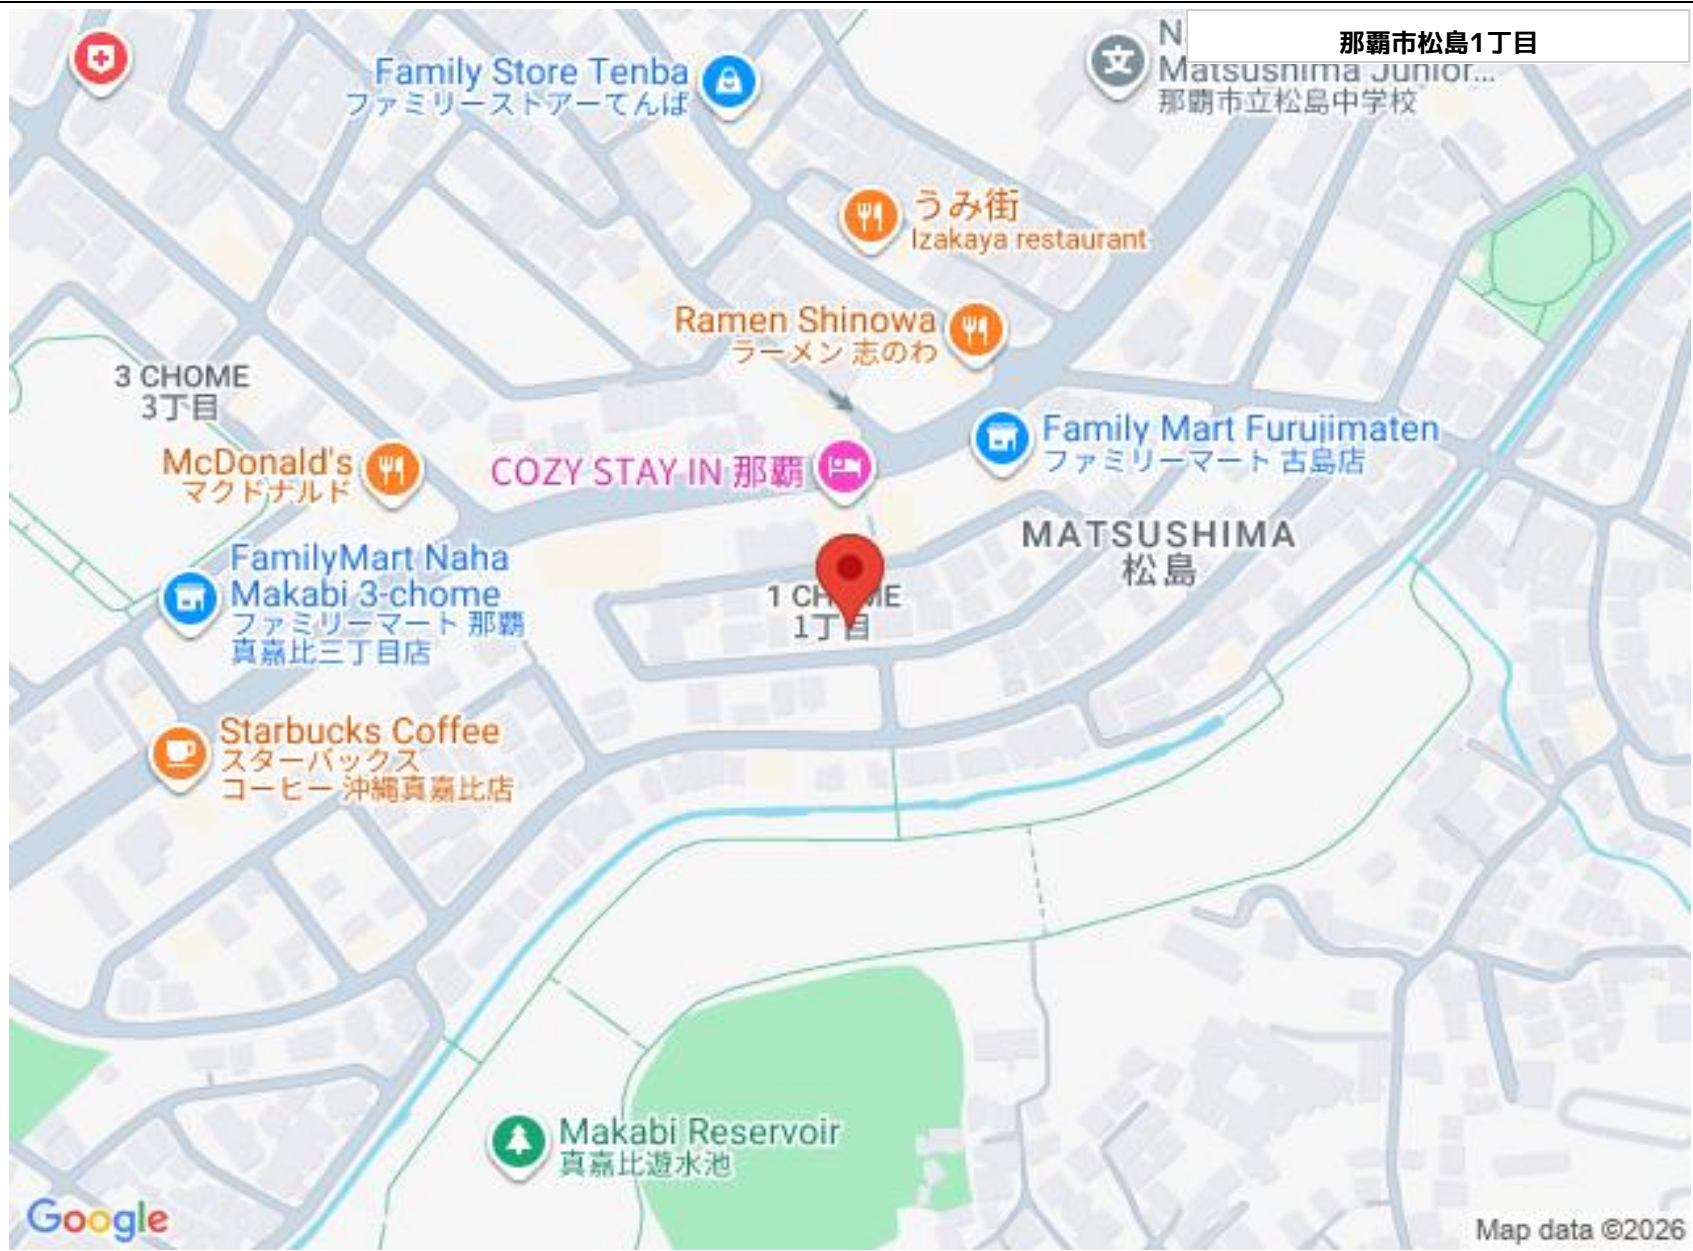 那覇市松島1丁目
Family Store Tenba
ファミリーストアーてんば
Matsushima Junior...
那覇市立松島中学校
うみ街
Izakaya restaurant
Ramen Shinowa
ラーメン 志のわ
3 CHOME
3丁目
McDonald's
マクドナルド
COZY STAY IN 那覇
Family Mart Furujimaten
ファミリーマート 古島店
MATSUSHIMA
松島
FamilyMart Naha
Makabi 3-chome
ファミリーマート 那覇
真嘉比三丁目店
1丁目
Starbucks Coffee
スターバックス
コーヒー 沖縄真嘉比店
Makabi Reservoir
真嘉比遊水池
Google
Map data ©2026